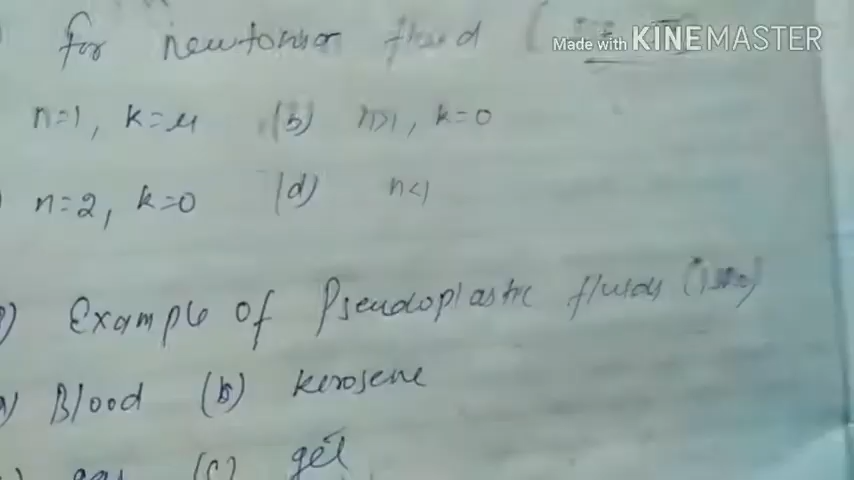 for newtonian fluid (
Made with KINEMASTER
n=1, k=μ (b) n>1, k=0
n=2, k=0 (d) n<1
) Example of Pseudoplastic fluids
) Blood (b) kerosene
gas (c) gel